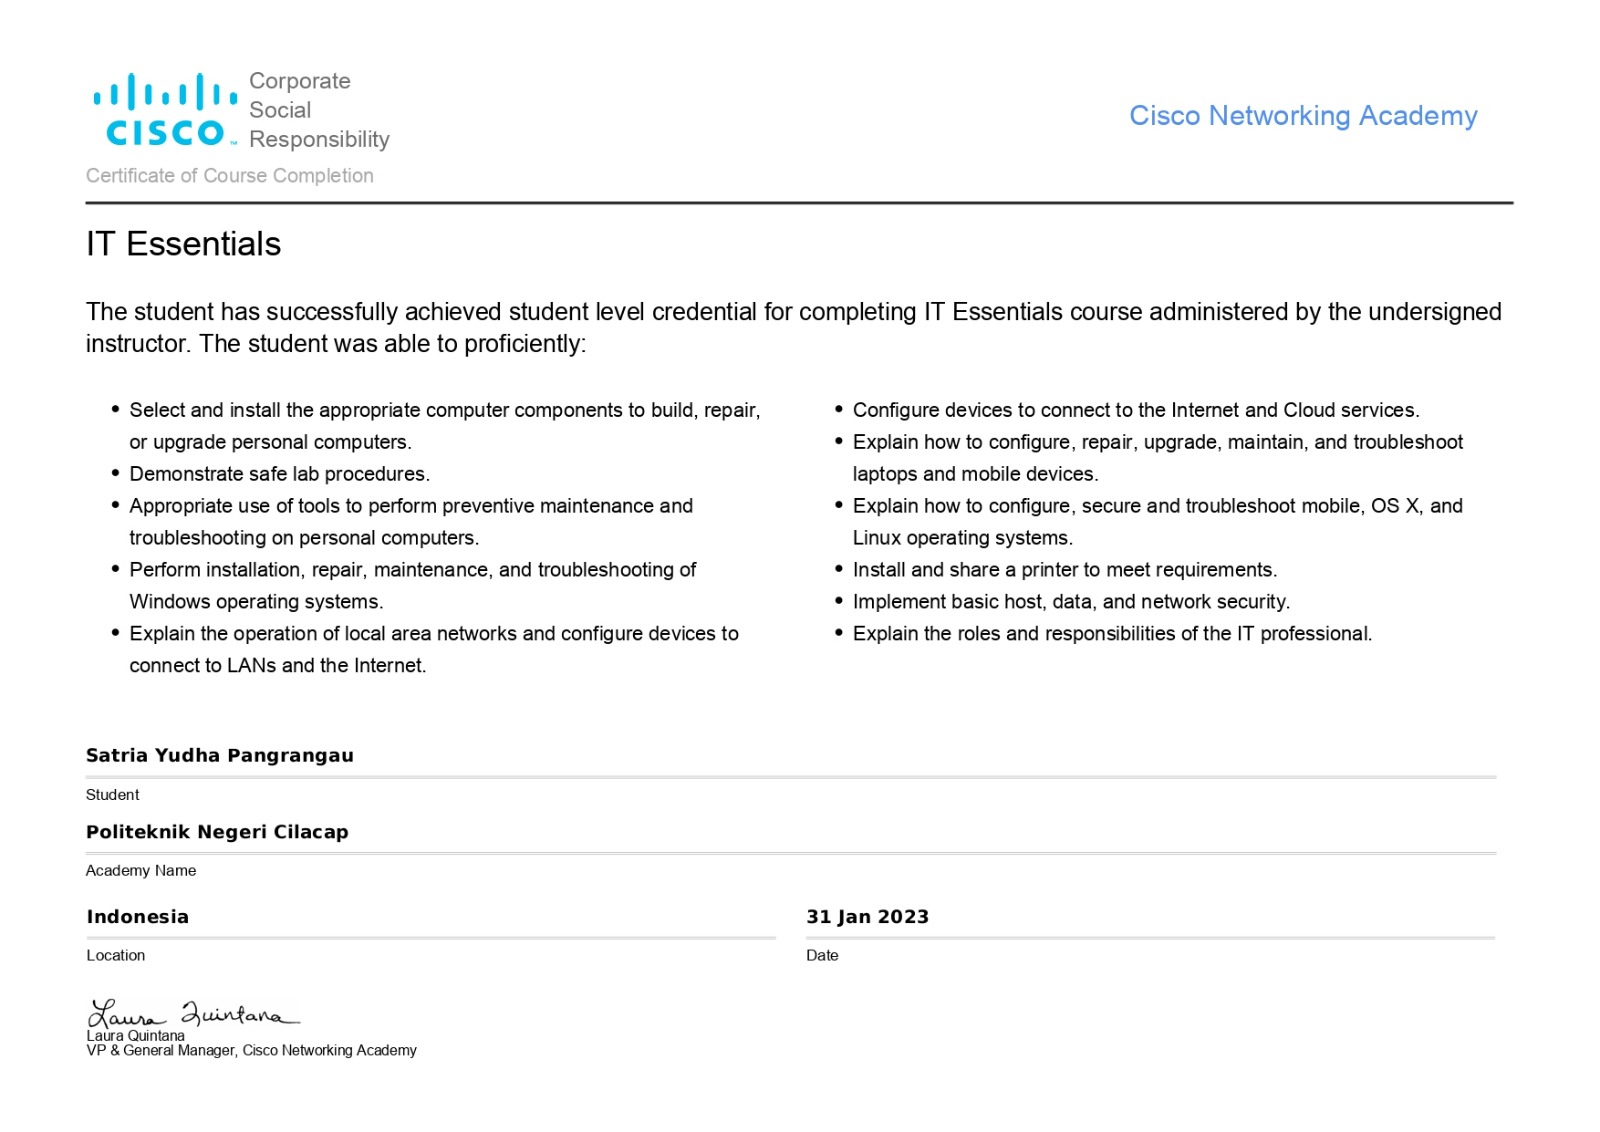 Corporate
Social
Responsibility
CISCO™
Cisco Networking Academy
Certificate of Course Completion
IT Essentials
The student has successfully achieved student level credential for completing IT Essentials course administered by the undersigned
instructor. The student was able to proficiently:
• Select and install the appropriate computer components to build, repair,
or upgrade personal computers.
• Demonstrate safe lab procedures.
• Appropriate use of tools to perform preventive maintenance and
troubleshooting on personal computers.
• Perform installation, repair, maintenance, and troubleshooting of
Windows operating systems.
• Explain the operation of local area networks and configure devices to
connect to LANs and the Internet.
• Configure devices to connect to the Internet and Cloud services.
• Explain how to configure, repair, upgrade, maintain, and troubleshoot
laptops and mobile devices.
• Explain how to configure, secure and troubleshoot mobile, OS X, and
Linux operating systems.
• Install and share a printer to meet requirements.
• Implement basic host, data, and network security.
• Explain the roles and responsibilities of the IT professional.
Satria Yudha Pangrangau
Student
Politeknik Negeri Cilacap
Academy Name
Indonesia
Location
31 Jan 2023
Date
Laura Quintana
Laura Quintana
VP & General Manager, Cisco Networking Academy